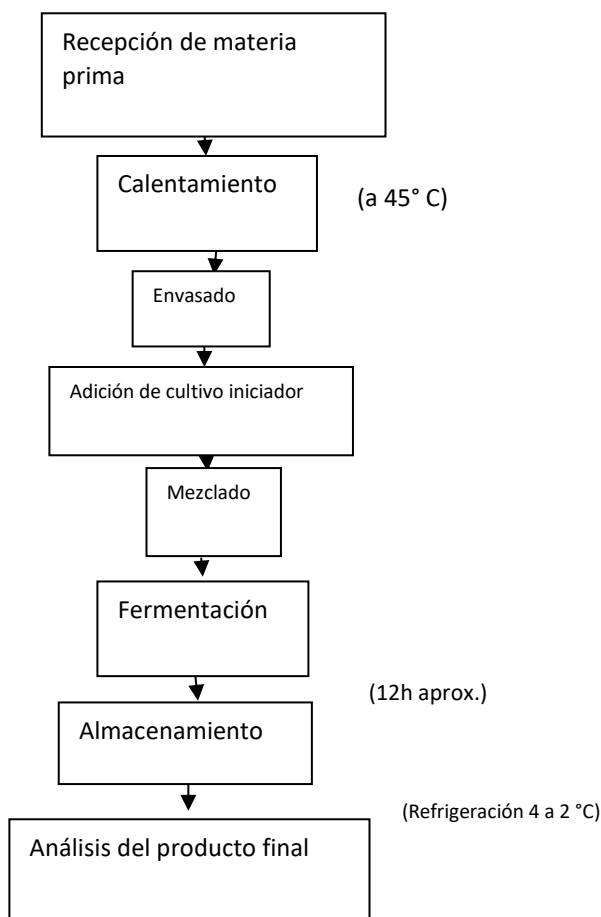 Recepción de materia
prima
Calentamiento
(a 45° C)
Envasado
Adición de cultivo iniciador
Mezclado
Fermentación
(12h aprox.)
Almacenamiento
(Refrigeración 4 a 2 °C)
Análisis del producto final